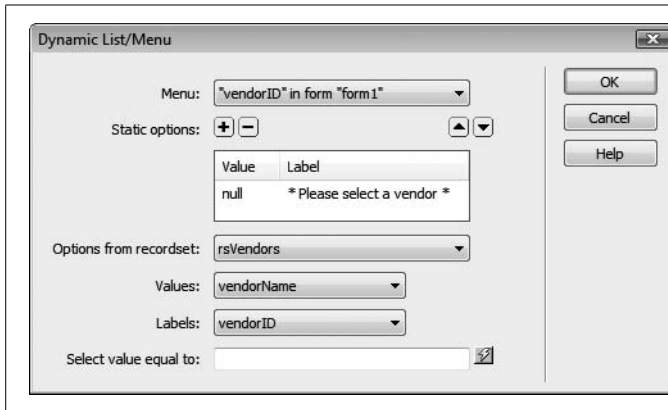 Dynamic List/Menu
Menu: "vendorID" in form "form1"
Static options:
Value Label
null * Please select a vendor *
Options from recordset: rsVendors
Values: vendorName
Labels: vendorID
Select value equal to:
OK
Cancel
Help